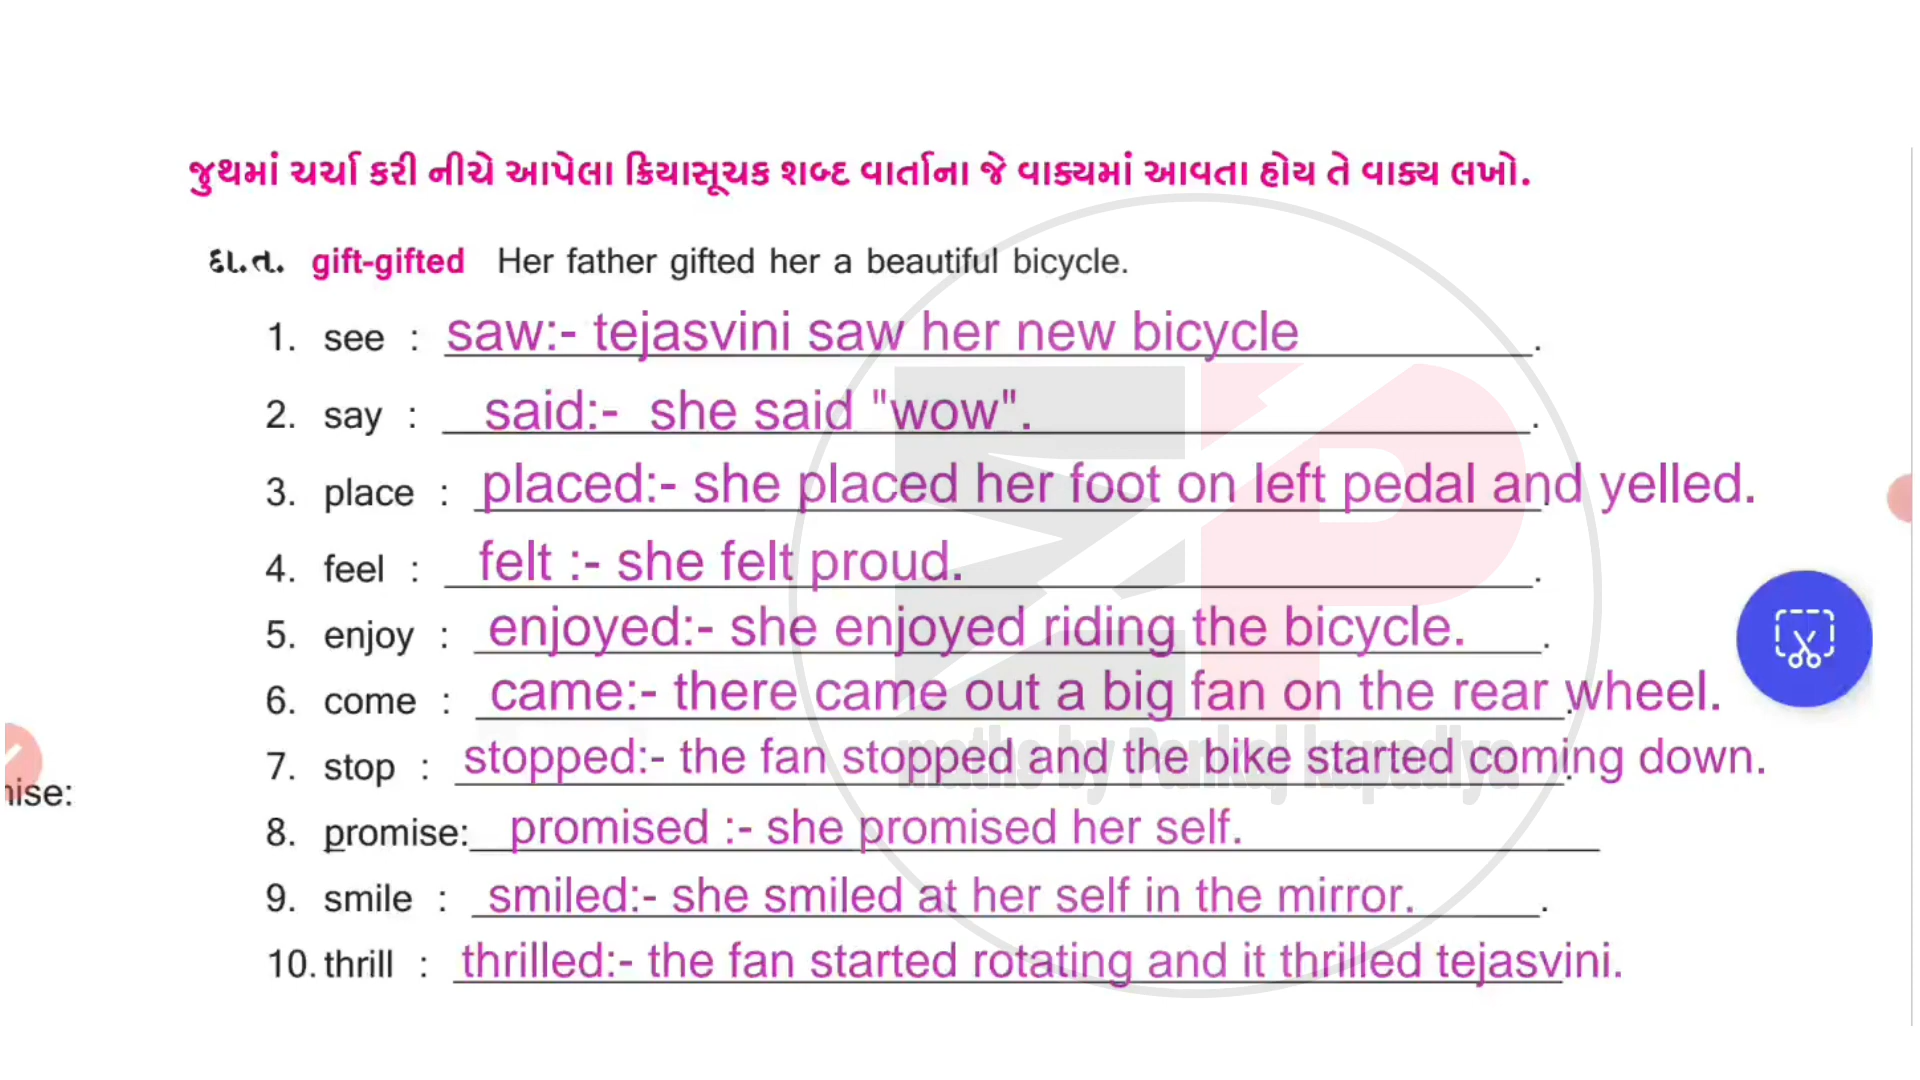 જુથમાં ચર્ચા કરી નીચે આપેલા ક્રિયાસૂચક શબ્દ વાર્તાના જે વાક્યમાં આવતા હોય તે વાક્ય લખો.
દા.ત. gift-gifted Her father gifted her a beautiful bicycle.
1. see : saw:- tejasvini saw her new bicycle.
2. say : said:- she said "wow". .
3. place : placed:- she placed her foot on left pedal and yelled.
4. feel : felt :- she felt proud. .
5. enjoy : enjoyed:- she enjoyed riding the bicycle. .
6. come : came:- there came out a big fan on the rear wheel.
7. stop : stopped:- the fan stopped and the bike started coming down.
maths by Pankaj kapadiya
8. promise: promised :- she promised her self.
9. smile : smiled:- she smiled at her self in the mirror. .
10. thrill : thrilled:- the fan started rotating and it thrilled tejasvini.